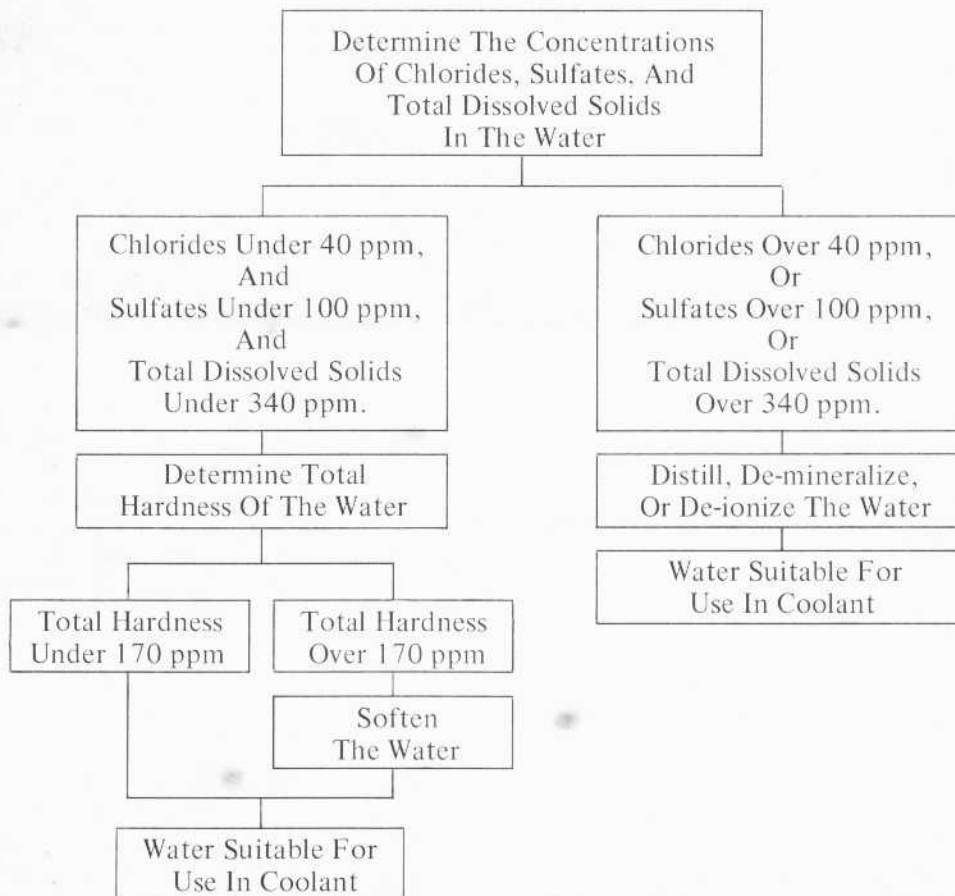 Determine The Concentrations
Of Chlorides, Sulfates, And
Total Dissolved Solids
In The Water
Chlorides Under 40 ppm,
And
Sulfates Under 100 ppm,
And
Total Dissolved Solids
Under 340 ppm.
Chlorides Over 40 ppm,
Or
Sulfates Over 100 ppm,
Or
Total Dissolved Solids
Over 340 ppm.
Determine Total
Hardness Of The Water
Distill, De-mineralize,
Or De-ionize The Water
Water Suitable For
Use In Coolant
Total Hardness
Under 170 ppm
Total Hardness
Over 170 ppm
Soften
The Water
Water Suitable For
Use In Coolant